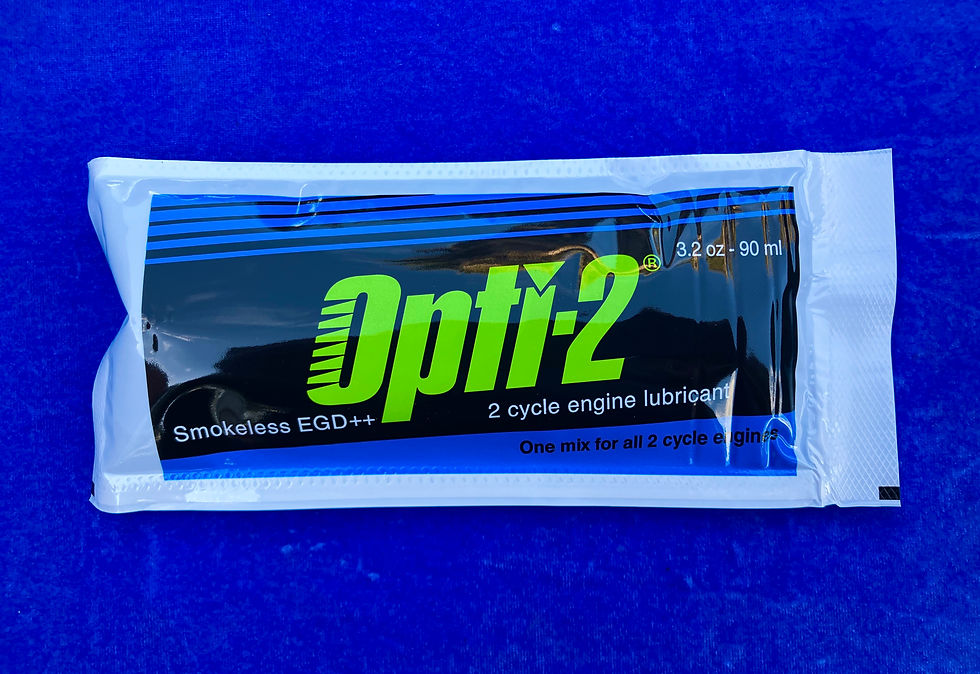 3.2 oz - 90 ml
Opti-2®
2 cycle engine lubricant
Smokeless EGD++
One mix for all 2 cycle engines